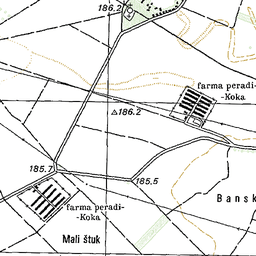 186.2
farma peradi-
-Koka
△186.2
185.7
185,5
Bansk
farma peradi-
-Koka
Mali štuk